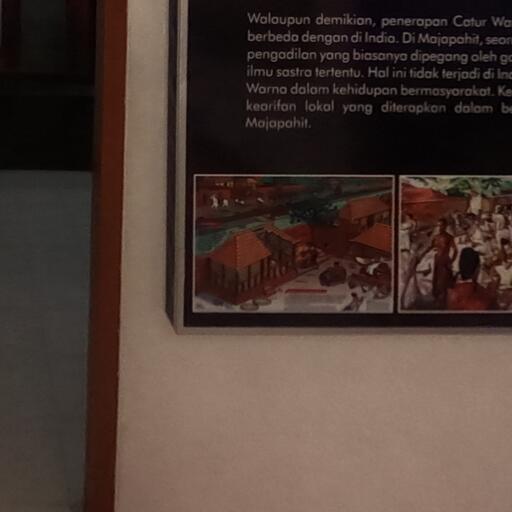 Walaupun demikian, penerapan Catur Wa
berbeda dengan di India. Di Majapahit, seor
pengadilan yang biasanya dipegang oleh go
ilmu sastra tertentu. Hal ini tidak terjadi di In
Warna dalam kehidupan bermasyarakat. Ke
kearifan lokal yang diterapkan dalam be
Majapahit.